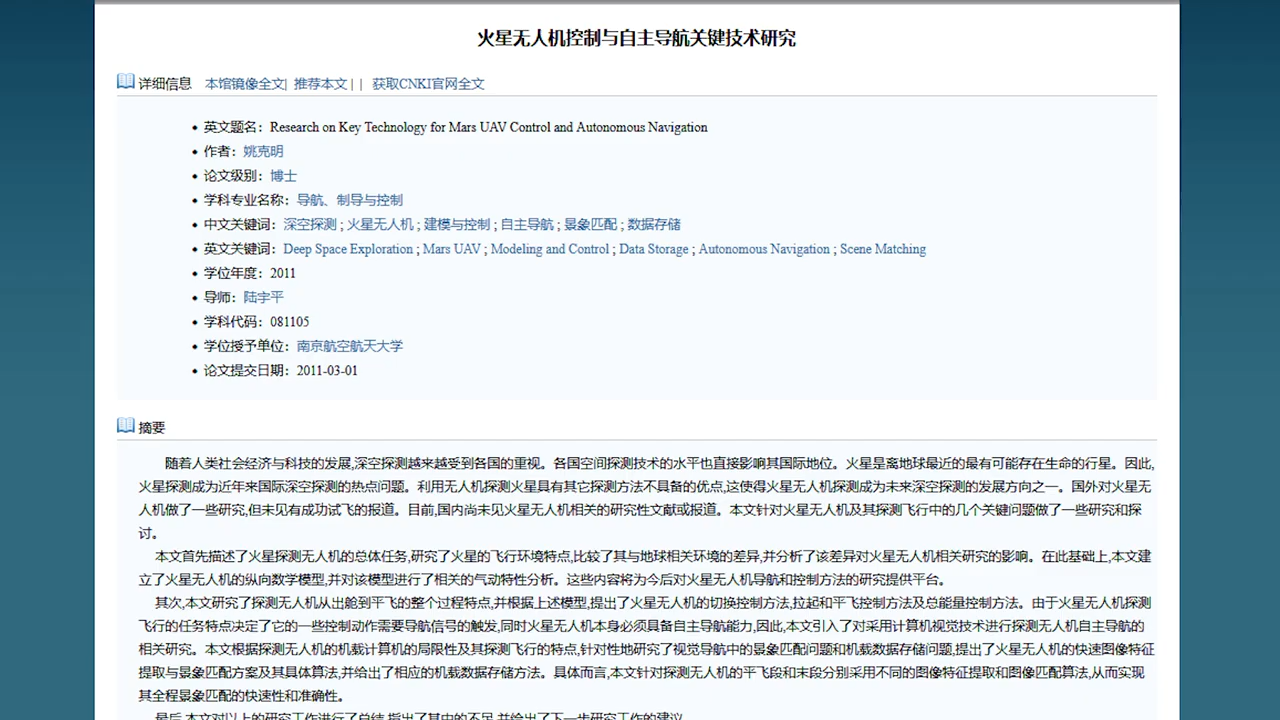 火星无人机控制与自主导航关键技术研究
详细信息 本馆镜像全文| 推荐本文 | | 获取CNKI官网全文
• 英文题名：Research on Key Technology for Mars UAV Control and Autonomous Navigation
• 作者：姚克明
• 论文级别：博士
• 学科专业名称：导航、制导与控制
• 中文关键词：深空探测 ; 火星无人机 ; 建模与控制 ; 自主导航 ; 景象匹配 ; 数据存储
• 英文关键词：Deep Space Exploration ; Mars UAV ; Modeling and Control ; Data Storage ; Autonomous Navigation ; Scene Matching
• 学位年度：2011
• 导师：陆宇平
• 学科代码：081105
• 学位授予单位：南京航空航天大学
• 论文提交日期：2011-03-01
摘要
随着人类社会经济与科技的发展,深空探测越来越受到各国的重视。各国空间探测技术的水平也直接影响其国际地位。火星是离地球最近的最有可能存在生命的行星。因此,
火星探测成为近年来国际深空探测的热点问题。利用无人机探测火星具有其它探测方法不具备的优点,这使得火星无人机探测成为未来深空探测的发展方向之一。国外对火星无
人机做了一些研究,但未见有成功试飞的报道。目前,国内尚未见火星无人机相关的研究性文献或报道。本文针对火星无人机及其探测飞行中的几个关键问题做了一些研究和探
讨。
本文首先描述了火星探测无人机的总体任务,研究了火星的飞行环境特点,比较了其与地球相关环境的差异,并分析了该差异对火星无人机相关研究的影响。在此基础上,本文建
立了火星无人机的纵向数学模型,并对该模型进行了相关的气动特性分析。这些内容将为今后对火星无人机导航和控制方法的研究提供平台。
其次,本文研究了探测无人机从出舱到平飞的整个过程特点,并根据上述模型,提出了火星无人机的切换控制方法,拉起和平飞控制方法及总能量控制方法。由于火星无人机探测
飞行的任务特点决定了它的一些控制动作需要导航信号的触发,同时火星无人机本身必须具备自主导航能力,因此,本文引入了对采用计算机视觉技术进行探测无人机自主导航的
相关研究。本文根据探测无人机的机载计算机的局限性及其探测飞行的特点,针对性地研究了视觉导航中的景象匹配问题和机载数据存储问题,提出了火星无人机的快速图像特征
提取与景象匹配方案及其具体算法,并给出了相应的机载数据存储方法。具体而言,本文针对探测无人机的平飞段和末段分别采用不同的图像特征提取和图像匹配算法,从而实现
其全程景象匹配的快速性和准确性。
最后,本文对以上的研究工作进行了总结,指出了其中的不足,并给出了下一步研究工作的建议。